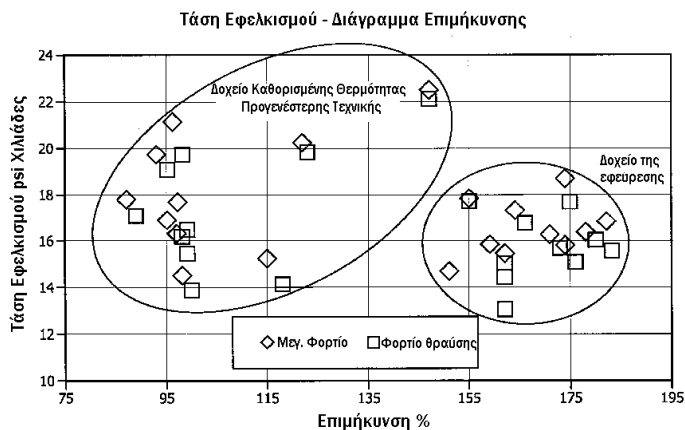 Τάση Εφελκισμού - Διάγραμμα Επιμήκυνσης
Τάση Εφελκισμού psi Χιλιάδες
24
22
20
18
16
14
12
10
Δοχείο Καθορισμένης Θερμότητας
Προγενέστερης Τεχνικής
Δοχείο της
εφεύρεσης
Μεγ. Φορτίο
Φορτίο θραύσης
75 95 115 135 155 175 195
Επιμήκυνση %